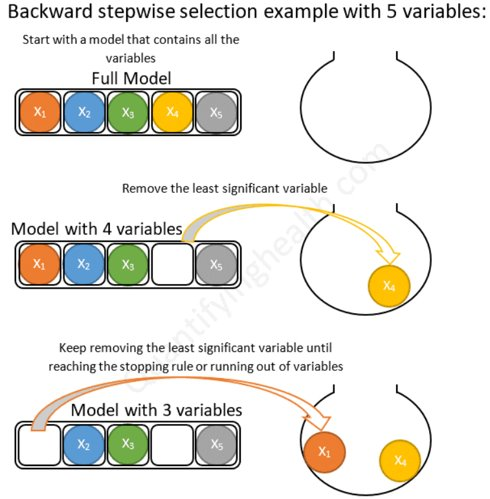 Backward stepwise selection example with 5 variables:
Start with a model that contains all the
variables
Full Model
X₁ X₂ X₃ X₄ X₅
Remove the least significant variable
Model with 4 variables
X₁ X₂ X₃ X₅
X₄
Keep removing the least significant variable until
reaching the stopping rule or running out of variables
Model with 3 variables
X₂ X₃ X₅
X₁ X₄
quantifyinghealth.com